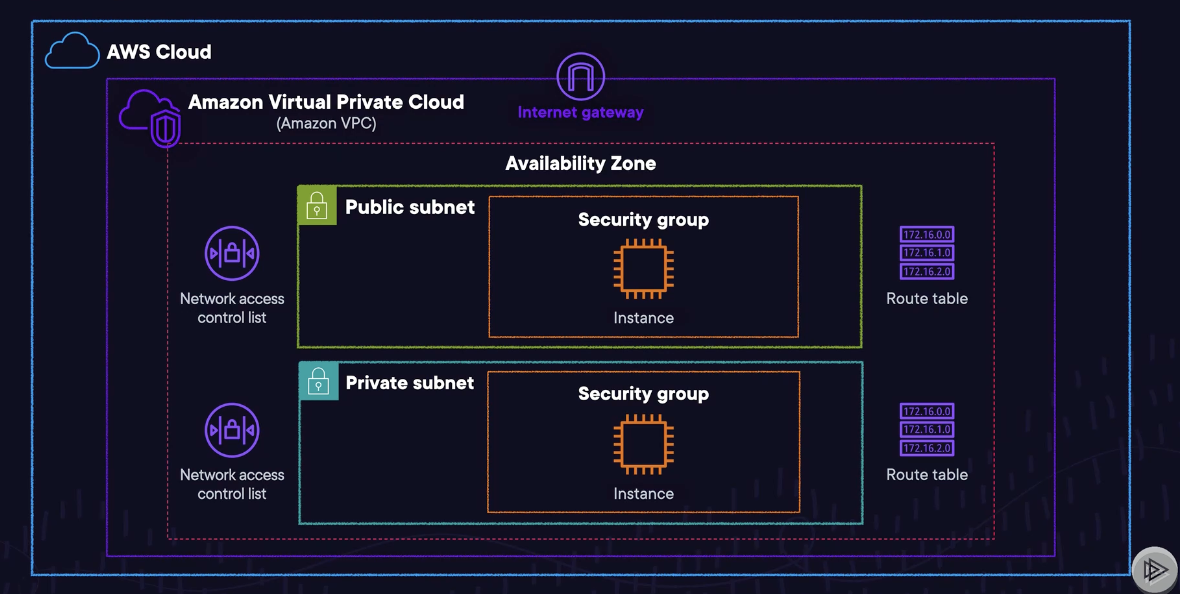 AWS Cloud
Amazon Virtual Private Cloud
(Amazon VPC)
Internet gateway
Availability Zone
Public subnet
Security group
Instance
Network access
control list
172.16.0.0
172.16.1.0
172.16.2.0
Route table
Private subnet
Security group
Instance
Network access
control list
172.16.0.0
172.16.1.0
172.16.2.0
Route table